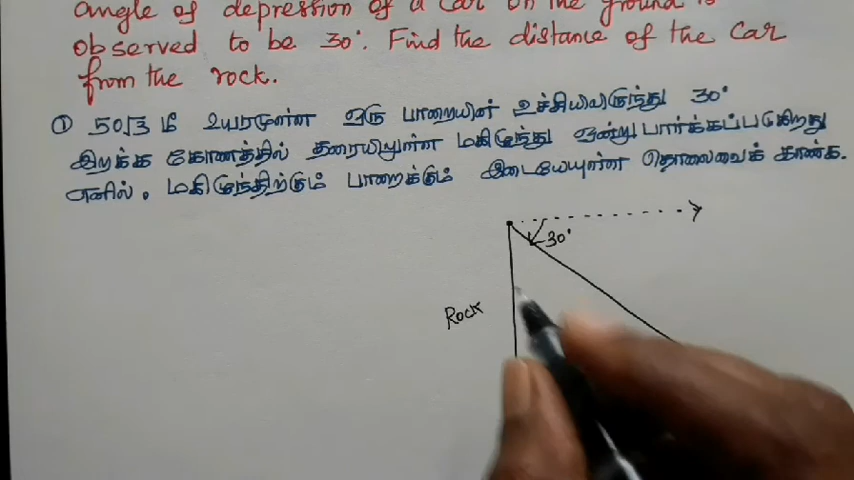 angle of depression of a car on the ground is
observed to be 30°. Find the distance of the car
from the rock.
① 50√3 மீ உயரமுள்ள ஒரு பாறையின் உச்சியிலிருந்து 30°
இறக்க கோணத்தில் தரையிலுள்ள மகிழுந்து ஒன்று பார்க்கப்படுகிறது
எனில். மகிழுந்திற்கும் பாறைக்கும் இடையேயுள்ள தொலைவைக் காண்க.
30°
Rock